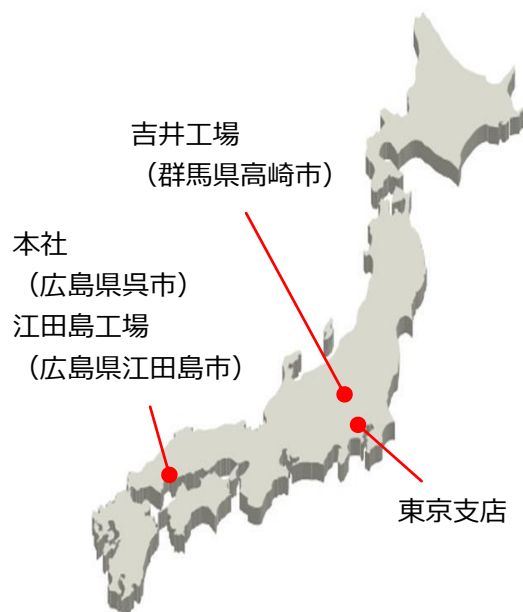 吉井工場
（群馬県高崎市）
本社
（広島県呉市）
江田島工場
（広島県江田島市）
東京支店